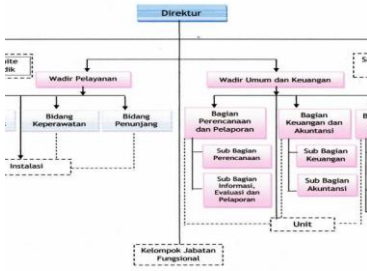 Direktur
ite
dik
S
Wadir Pelayanan
Wadir Umum dan Keuangan
s
Bidang
Keperawatan
Bidang
Penunjang
Bagian
Perencanaan
dan Pelaporan
Bagian
Keuangan dan
Akuntansi
B
Instalasi
Sub Bagian
Perencanaan
Sub Bagian
Keuangan
Sub Bagian
Informasi,
Evaluasi dan
Pelaporan
Sub Bagian
Akuntansi
Unit
Kelompok Jabatan
Fungsional